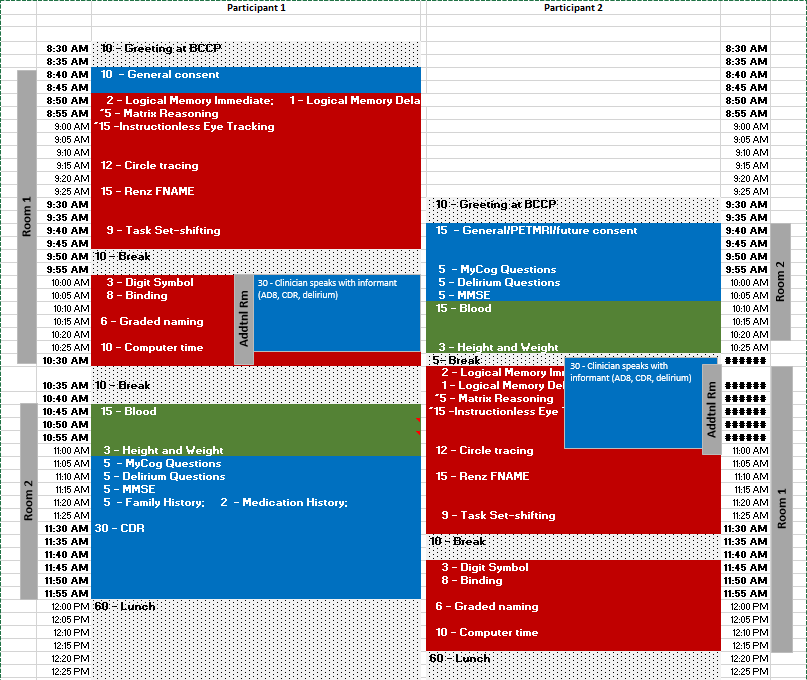 Participant 1
Participant 2
8:30 AM 10 - Greeting at BCCP 8:30 AM
8:35 AM 8:35 AM
8:40 AM 10 - General consent 8:40 AM
8:45 AM 8:45 AM
8:50 AM 2 - Logical Memory Immediate; 1 - Logical Memory Dela 8:50 AM
8:55 AM ~5 - Matrix Reasoning 8:55 AM
9:00 AM ~15 -Instructionless Eye Tracking 9:00 AM
9:05 AM 9:05 AM
9:10 AM 9:10 AM
9:15 AM 12 - Circle tracing 9:15 AM
9:20 AM 9:20 AM
9:25 AM 15 - Renz FNAME 9:25 AM
9:30 AM 10 - Greeting at BCCP 9:30 AM
9:35 AM 9:35 AM
9:40 AM 9 - Task Set-shifting 15 - General/PETMRI/future consent 9:40 AM
9:45 AM 9:45 AM
9:50 AM 10 - Break 9:50 AM
9:55 AM 5 - MyCog Questions 9:55 AM
10:00 AM 3 - Digit Symbol 5 - Delirium Questions 10:00 AM
10:05 AM 8 - Binding 5 - MMSE 10:05 AM
10:10 AM 15 - Blood 10:10 AM
10:15 AM 6 - Graded naming 10:15 AM
10:20 AM 10:20 AM
10:25 AM 10 - Computer time 3 - Height and Weight 10:25 AM
10:30 AM 5- Break ######
Addtnl Rm
30 - Clinician speaks with informant
(AD8, CDR, delirium)
Room 1
Room 2
2 - Logical Memory Imm
10:35 AM 10 - Break 1 - Logical Memory Del ######
10:40 AM ~5 - Matrix Reasoning ######
10:45 AM 15 - Blood ~15 -Instructionless Eye T ######
10:50 AM ######
10:55 AM ######
11:00 AM 3 - Height and Weight 12 - Circle tracing 11:00 AM
11:05 AM 5 - MyCog Questions 11:05 AM
11:10 AM 5 - Delirium Questions 15 - Renz FNAME 11:10 AM
11:15 AM 5 - MMSE 11:15 AM
11:20 AM 5 - Family History; 2 - Medication History; 11:20 AM
11:25 AM 9 - Task Set-shifting 11:25 AM
11:30 AM 30 - CDR 11:30 AM
11:35 AM 10 - Break 11:35 AM
11:40 AM 11:40 AM
11:45 AM 3 - Digit Symbol 11:45 AM
11:50 AM 8 - Binding 11:50 AM
11:55 AM 11:55 AM
12:00 PM 60 - Lunch 6 - Graded naming 12:00 PM
12:05 PM 12:05 PM
12:10 PM 10 - Computer time 12:10 PM
12:15 PM 12:15 PM
12:20 PM 60 - Lunch 12:20 PM
12:25 PM 12:25 PM
30 - Clinician speaks with
informant (AD8, CDR, delirium)
Addtnl Rm
Room 2
Room 1